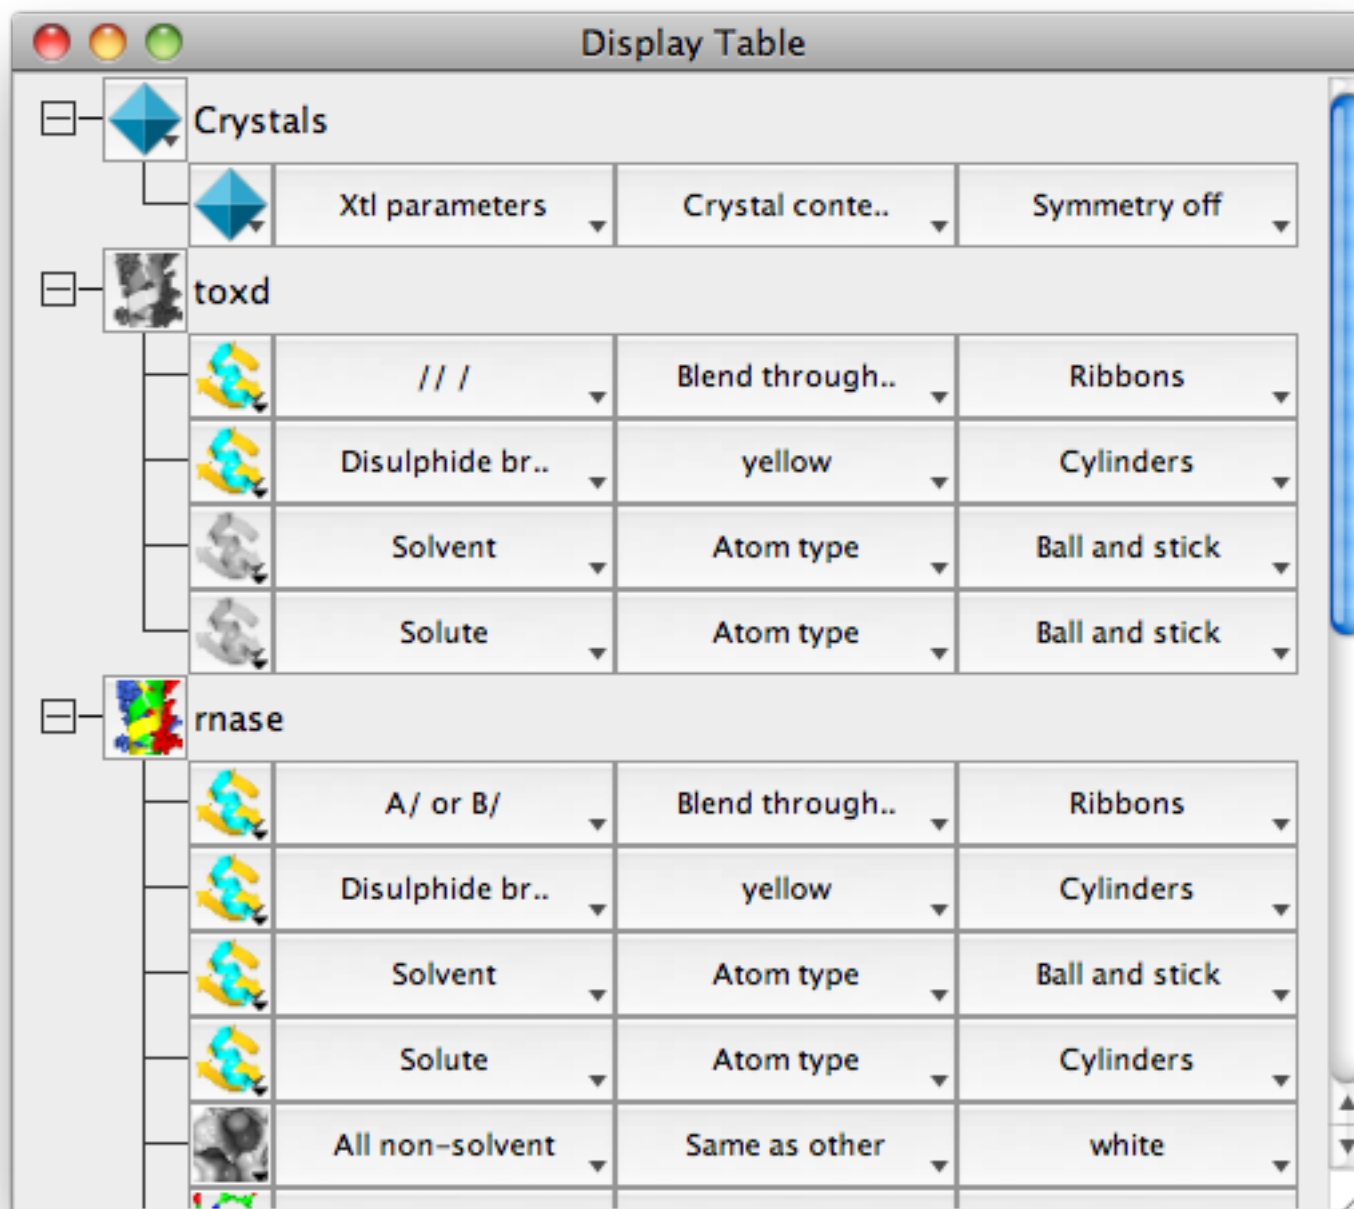 Display Table
Crystals
Xtl parameters Crystal conte.. Symmetry off
toxd
/ / / Blend through.. Ribbons
Disulphide br.. yellow Cylinders
Solvent Atom type Ball and stick
Solute Atom type Ball and stick
rnase
A/ or B/ Blend through.. Ribbons
Disulphide br.. yellow Cylinders
Solvent Atom type Ball and stick
Solute Atom type Cylinders
All non-solvent Same as other white